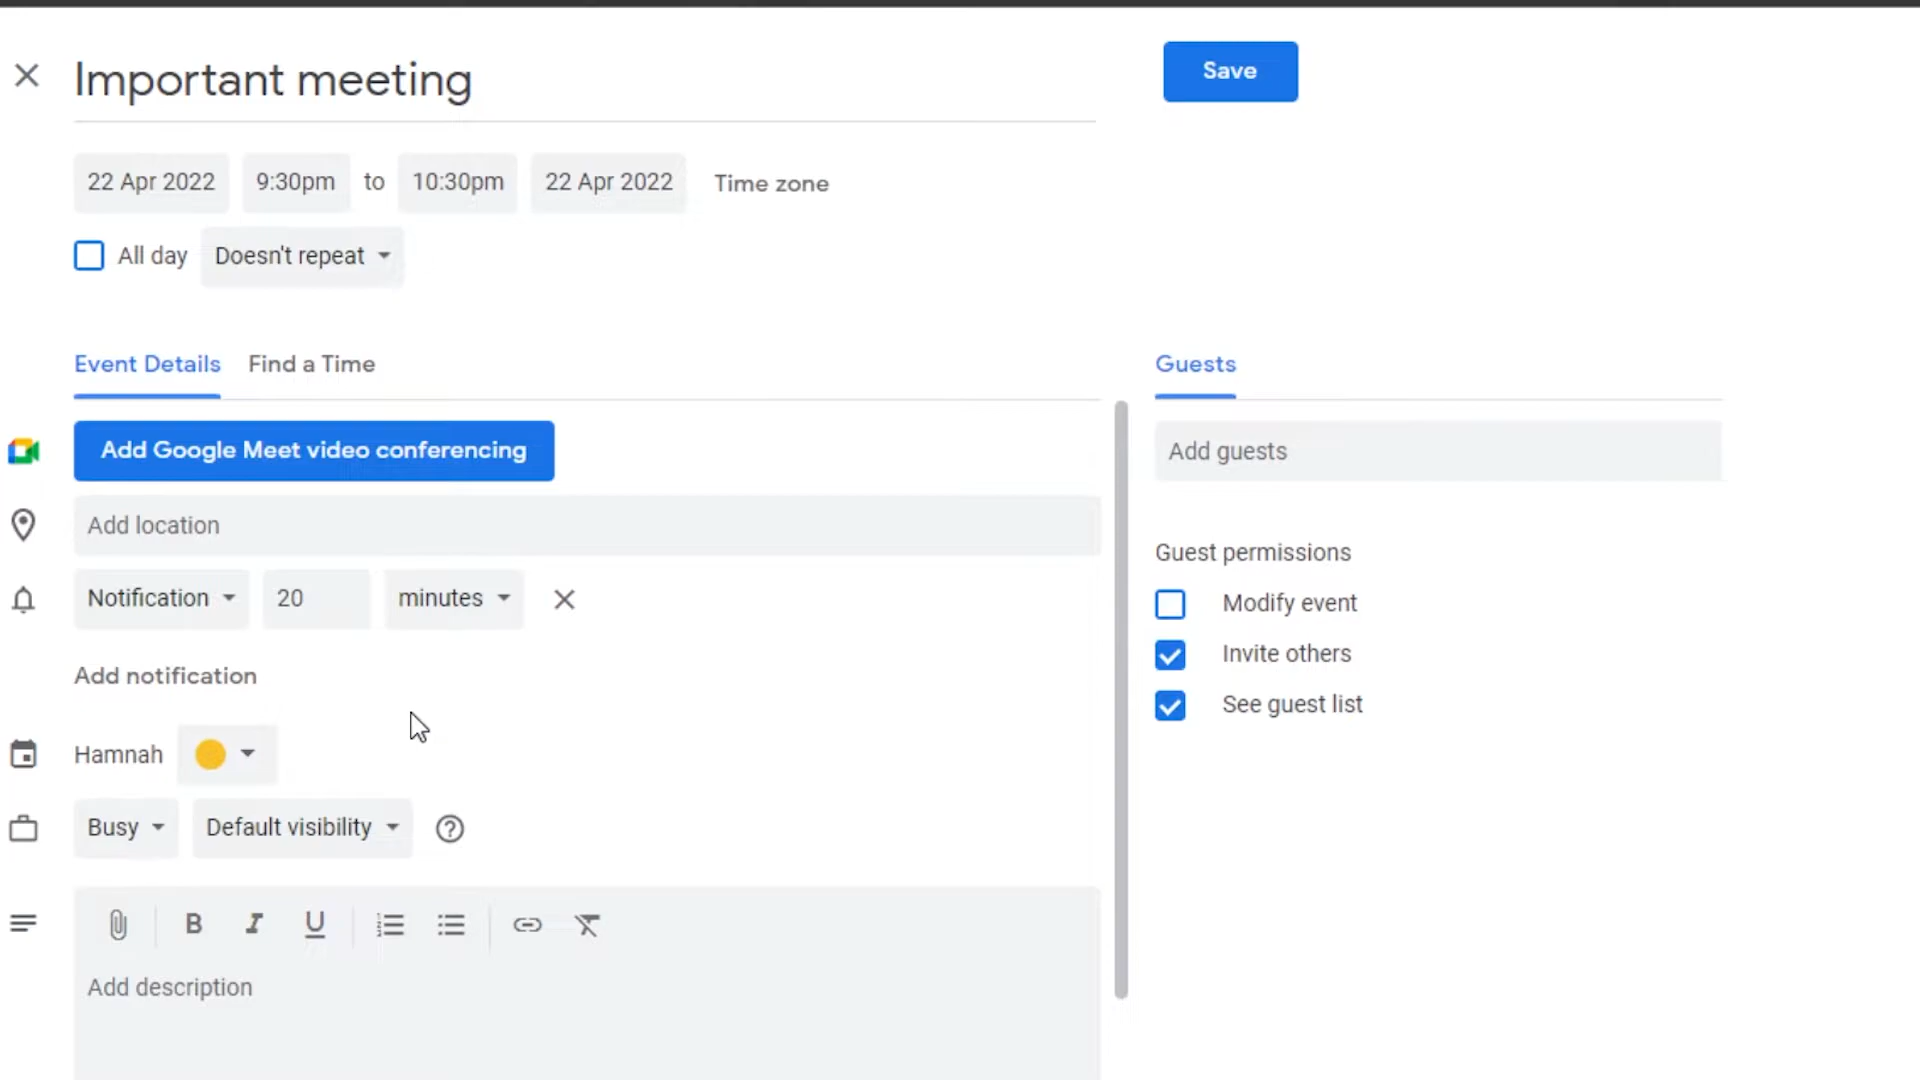 Important meeting
Save
22 Apr 2022 9:30pm to 10:30pm 22 Apr 2022 Time zone
All day Doesn't repeat
Event Details Find a Time
Guests
Add Google Meet video conferencing
Add guests
Add location
Guest permissions
Notification 20 minutes
Modify event
Invite others
Add notification
See guest list
Hamnah
Busy Default visibility
B I U
Add description